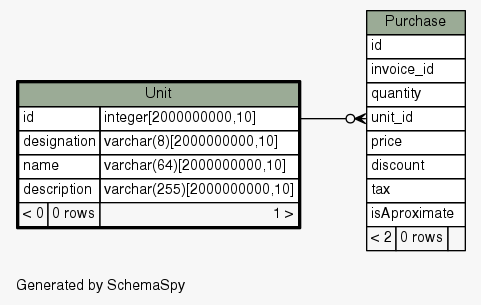 Purchase
id
invoice_id
quantity
unit_id
price
discount
tax
isAproximate
< 2 0 rows
Unit
id integer[2000000000,10]
designation varchar(8)[2000000000,10]
name varchar(64)[2000000000,10]
description varchar(255)[2000000000,10]
< 0 0 rows 1 >
Generated by SchemaSpy